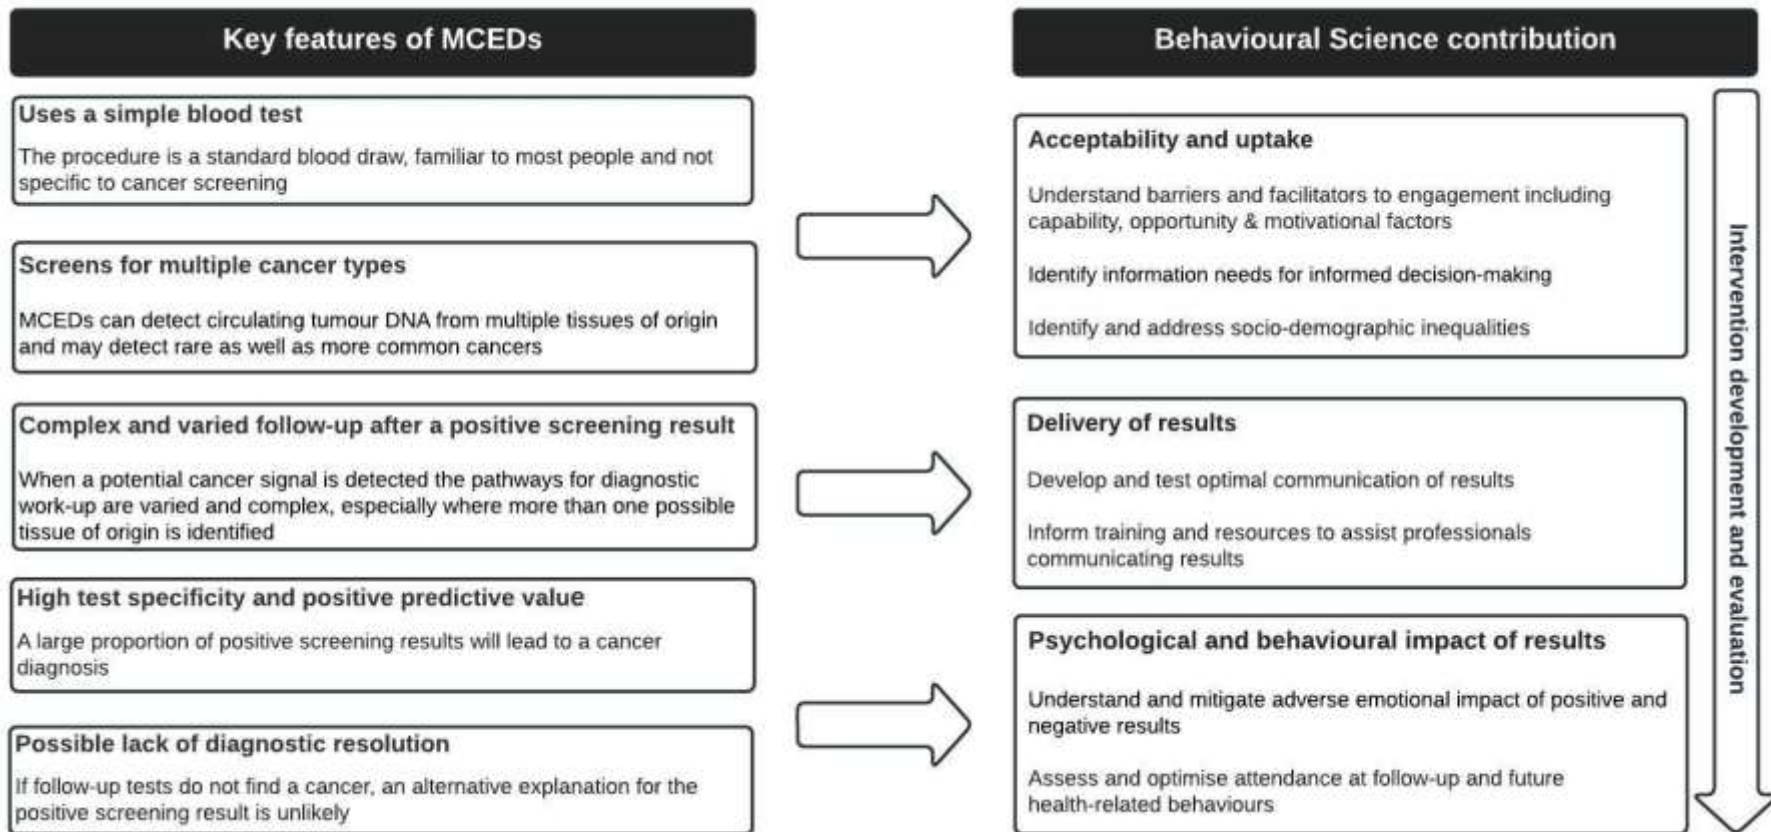 Key features of MCEDs
Uses a simple blood test
The procedure is a standard blood draw, familiar to most people and not
specific to cancer screening
Screens for multiple cancer types
MCEDs can detect circulating tumour DNA from multiple tissues of origin
and may detect rare as well as more common cancers
Complex and varied follow-up after a positive screening result
When a potential cancer signal is detected the pathways for diagnostic
work-up are varied and complex, especially where more than one possible
tissue of origin is identified
High test specificity and positive predictive value
A large proportion of positive screening results will lead to a cancer
diagnosis
Possible lack of diagnostic resolution
If follow-up tests do not find a cancer, an alternative explanation for the
positive screening result is unlikely
Behavioural Science contribution
Acceptability and uptake
Understand barriers and facilitators to engagement including
capability, opportunity & motivational factors
Identify information needs for informed decision-making
Identify and address socio-demographic inequalities
Delivery of results
Develop and test optimal communication of results
Inform training and resources to assist professionals
communicating results
Psychological and behavioural impact of results
Understand and mitigate adverse emotional impact of positive and
negative results
Assess and optimise attendance at follow-up and future
health-related behaviours
Intervention development and evaluation